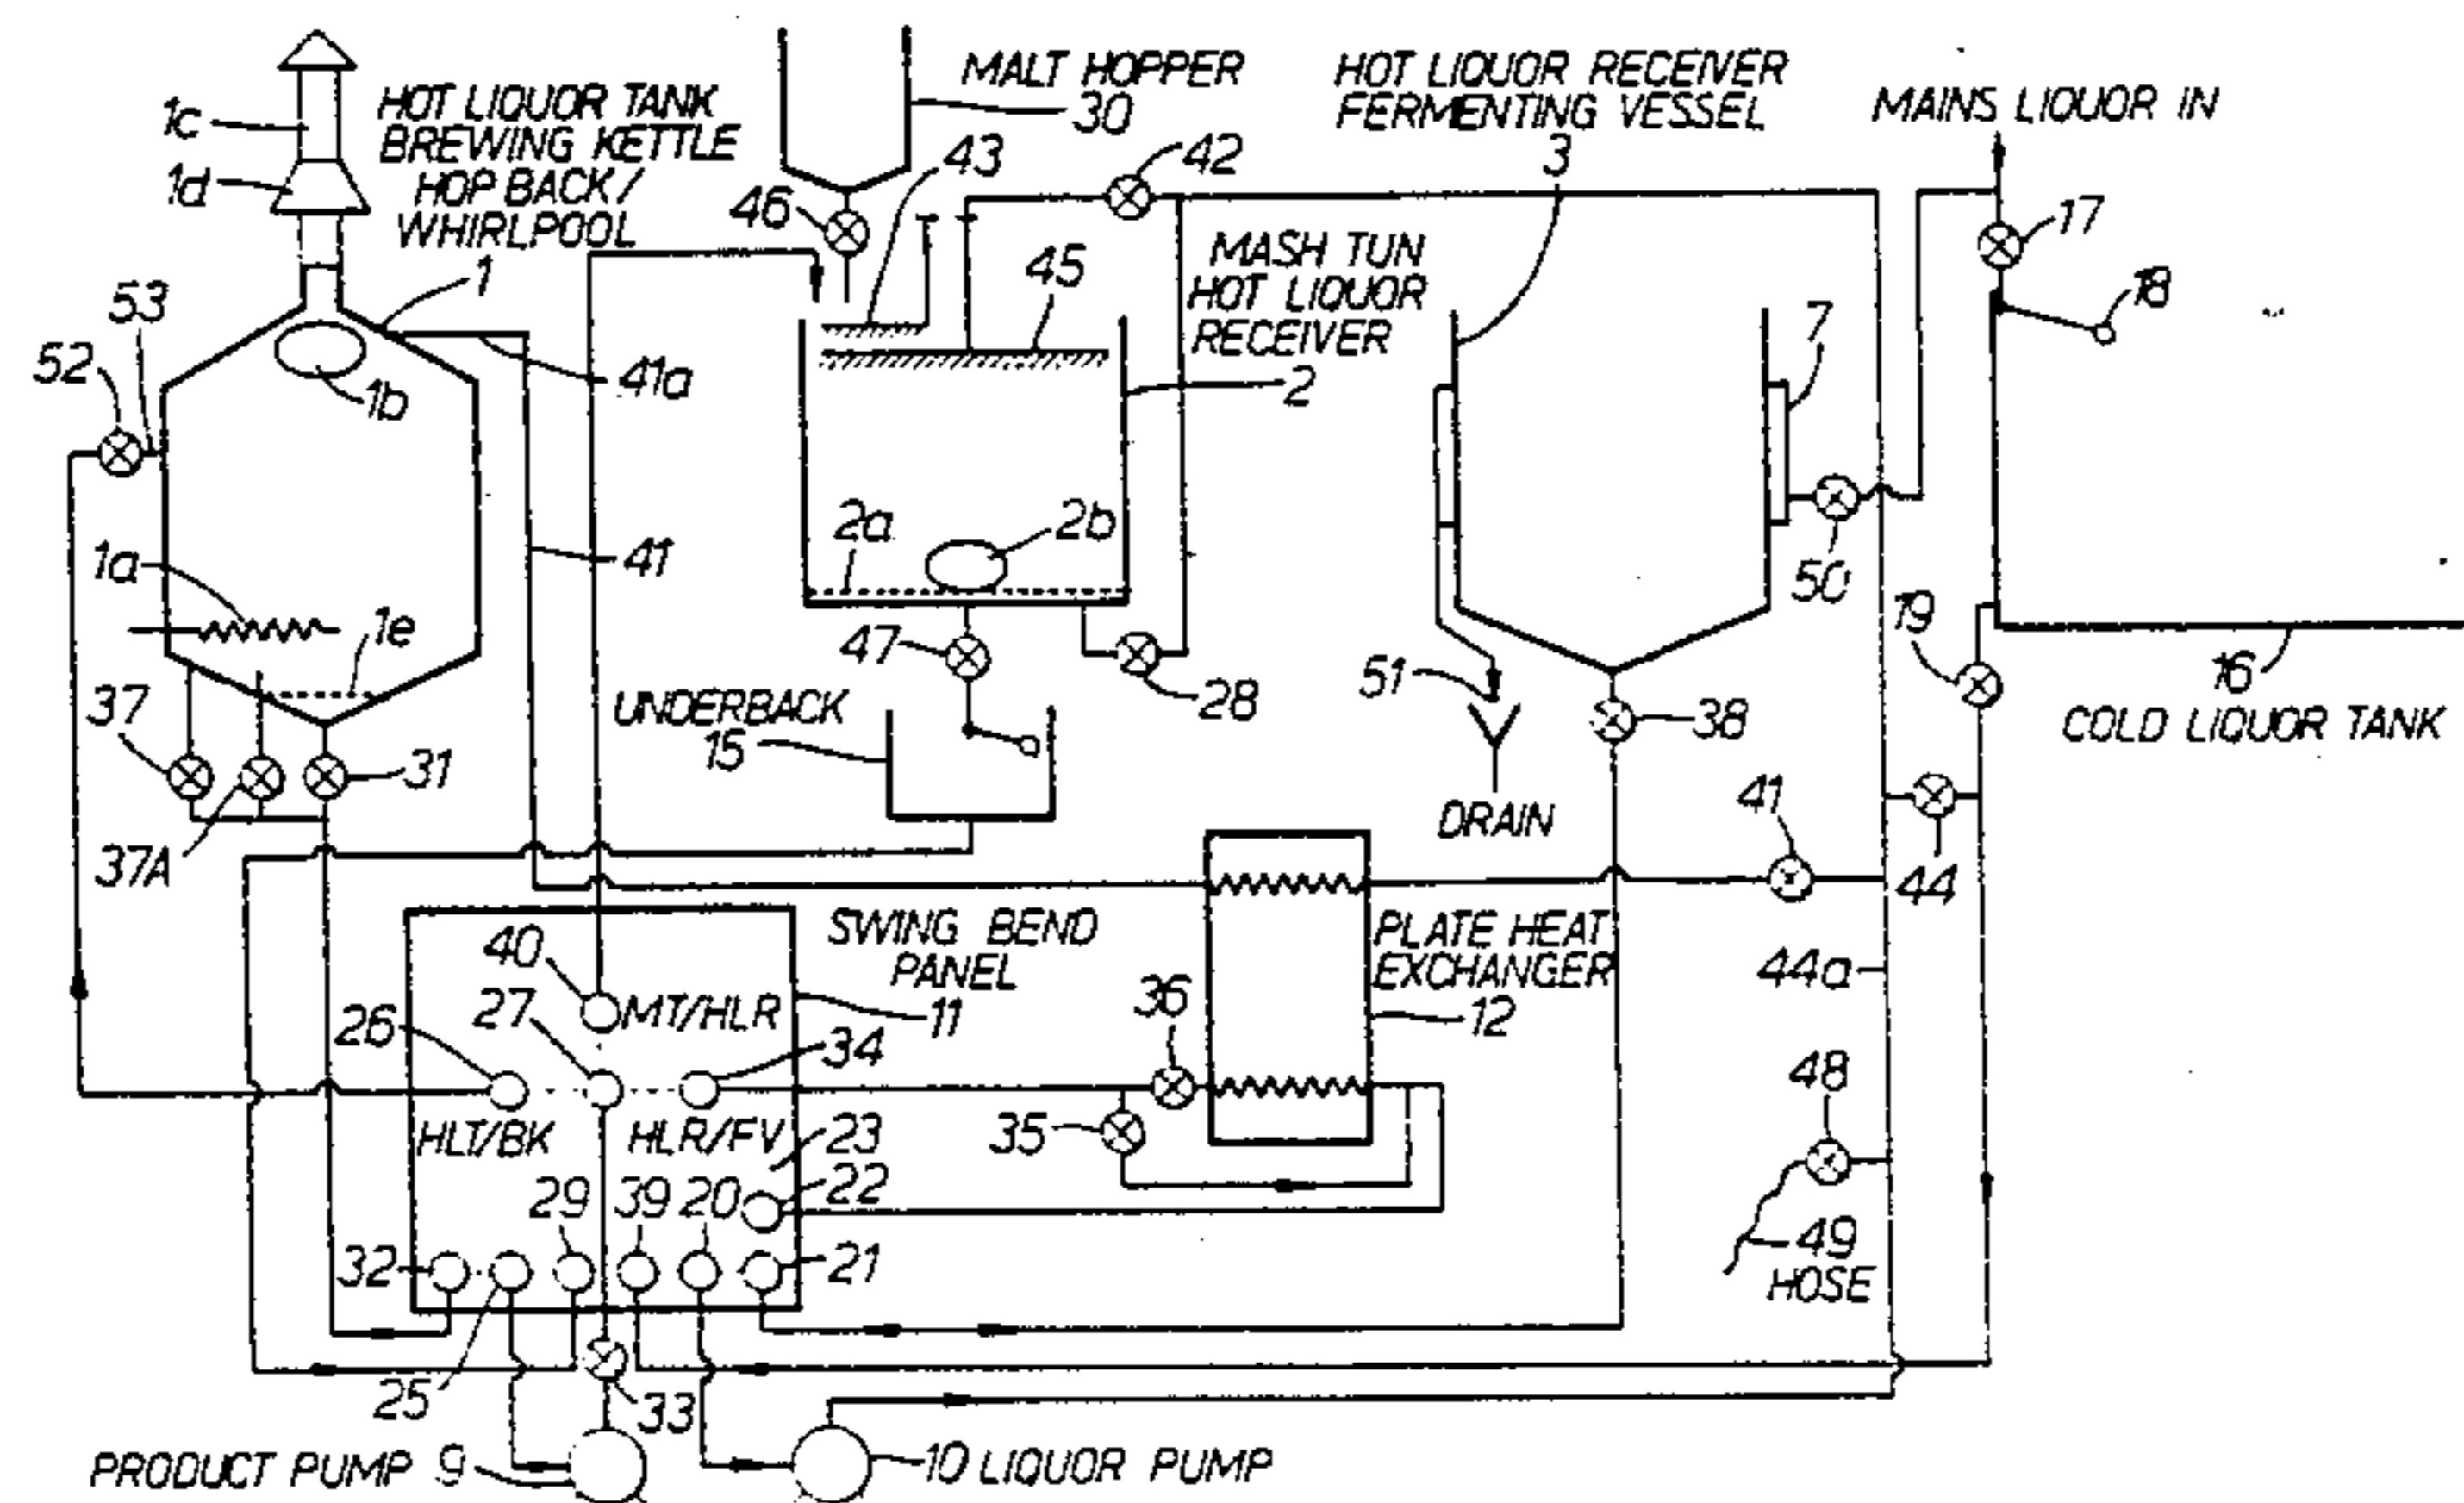 1c
1d
HOT LIQUOR TANK
BREWING KETTLE
HOP BACK/
WHIRLPOOL
MALT HOPPER
30
43
46
42
HOT LIQUOR RECEIVER
FERMENTING VESSEL
3
MAINS LIQUOR IN
17
18
53
52
1
1b
41a
45
MASH TUN
HOT LIQUOR
RECEIVER
2
7
1a
41
2a
2b
50
19
1e
47
28
51
38
16
COLD LIQUOR TANK
37
31
37A
UNDERBACK
15
DRAIN
41
44
44a
40
SWING BEND
PANEL
11
MT/HLR
PLATE HEAT
EXCHANGER
12
26
27
34
36
35
48
HLT/BK
HLR/FV
23
22
29
39
20
32
21
49
HOSE
25
33
PRODUCT PUMP 9
10 LIQUOR PUMP